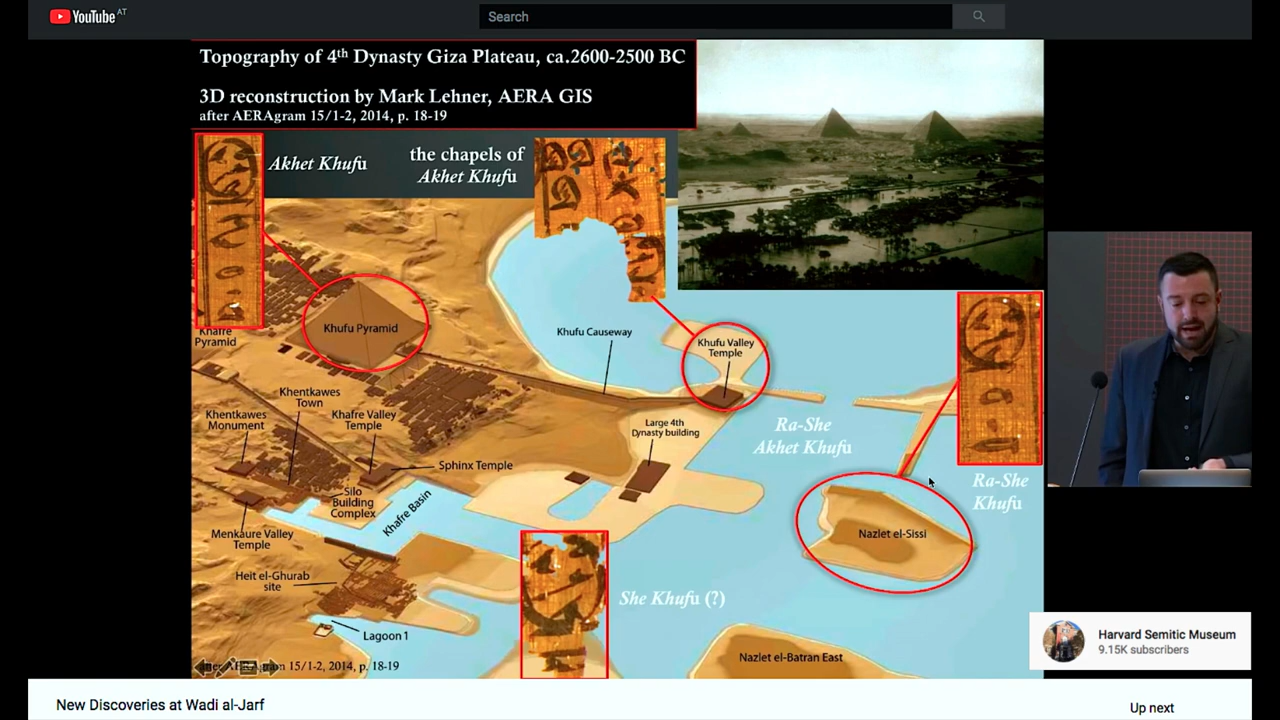 YouTube AT
Search
Topography of 4th Dynasty Giza Plateau, ca.2600-2500 BC
3D reconstruction by Mark Lehner, AERA GIS
after AERAgram 15/1-2, 2014, p. 18-19
Akhet Khufu
the chapels of
Akhet Khufu
Khufu Pyramid
Khafre
Pyramid
Khufu Causeway
Khufu Valley
Temple
Khentkawes
Town
Khentkawes
Monument
Khafre Valley
Temple
Large 4th
Dynasty building
Ra-She
Akhet Khufu
Sphinx Temple
Ra-She
Khufu
Silo
Building
Complex
Khafre Basin
Menkaure Valley
Temple
Nazlet el-Sissi
Heit el-Ghurab
site
She Khufu (?)
Lagoon 1
Nazlet el-Batran East
after AERAgram 15/1-2, 2014, p. 18-19
Harvard Semitic Museum
9.15K subscribers
New Discoveries at Wadi al-Jarf
Up next